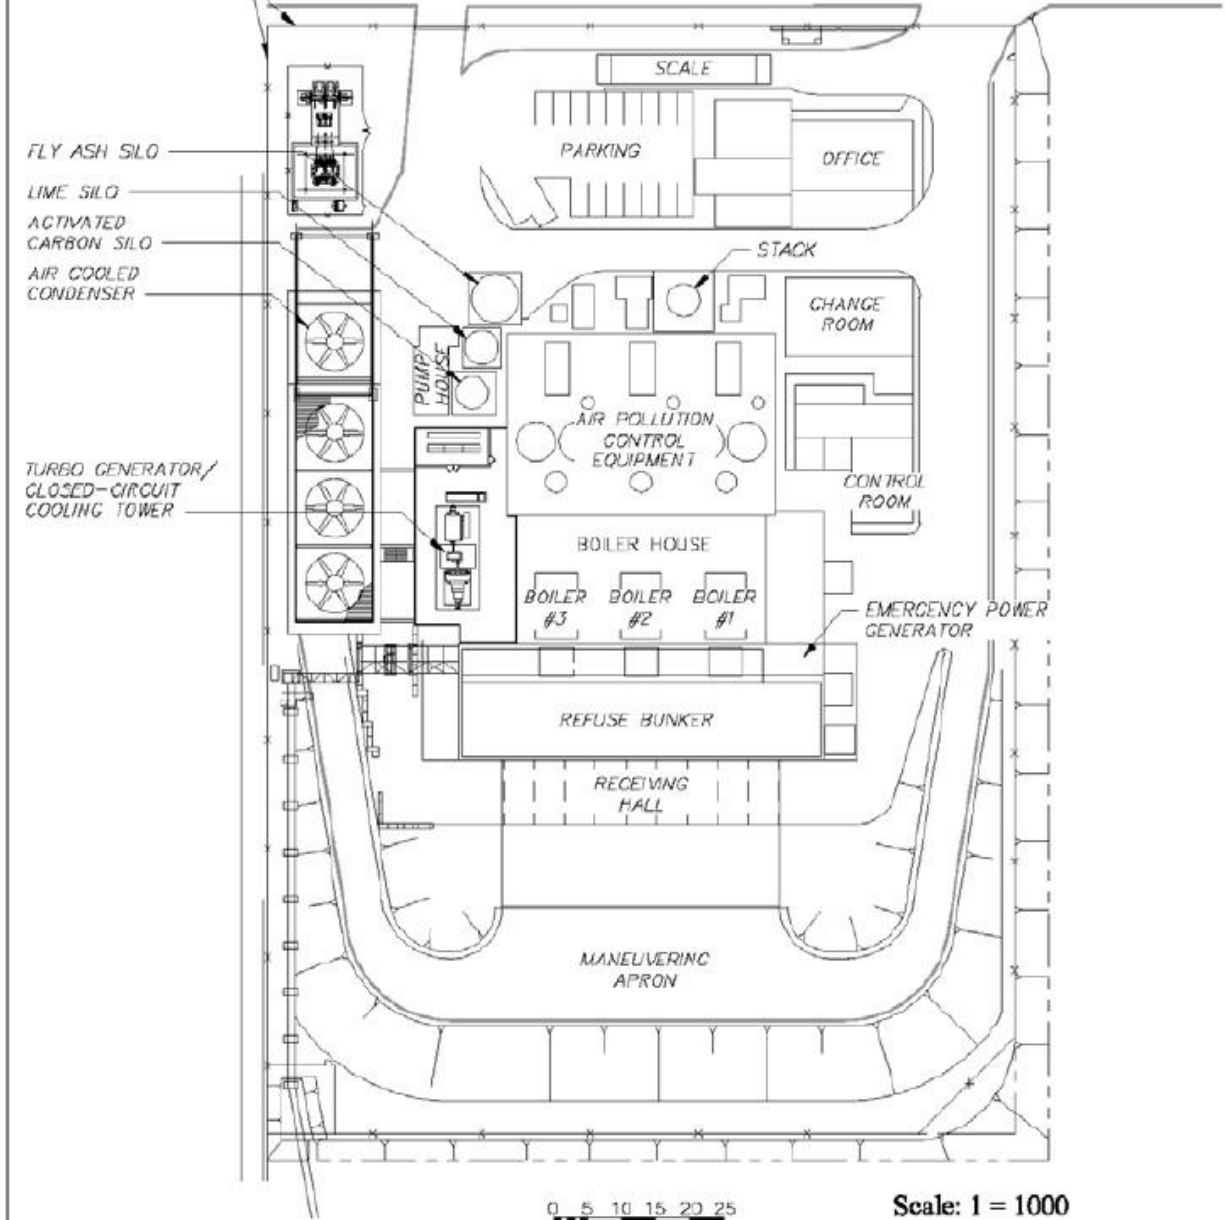 SCALE
PARKING
OFFICE
FLY ASH SILO
LIME SILO
ACTIVATED
CARBON SILO
AIR COOLED
CONDENSER
STACK
CHANGE
ROOM
PUMP
HOUSE
AIR POLLUTION
CONTROL
EQUIPMENT
TURBO GENERATOR/
CLOSED-CIRCUIT
COOLING TOWER
CONTROL
ROOM
BOILER HOUSE
BOILER
#3
BOILER
#2
BOILER
#1
EMERGENCY POWER
GENERATOR
REFUSE BUNKER
RECEIVING
HALL
MANEUVERING
APRON
0 5 10 15 20 25
Scale: 1 = 1000